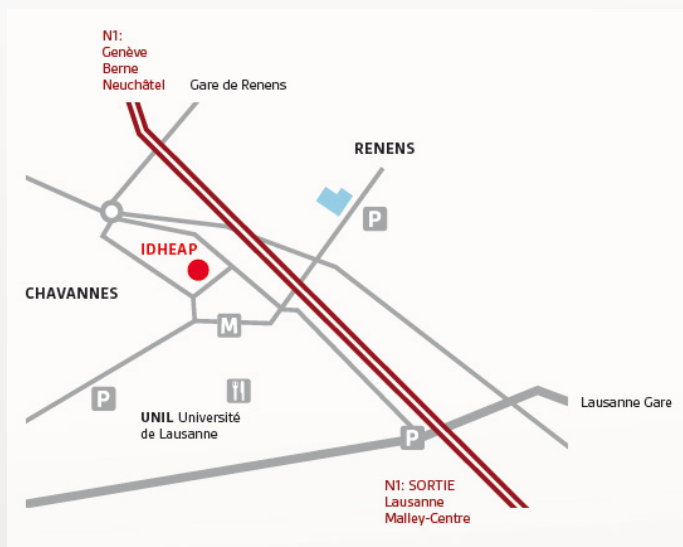 N1:
Genève
Berne
Neuchâtel
Gare de Renens
RENENS
P
IDHEAP
CHAVANNES
M
P
UNIL Université
de Lausanne
Lausanne Gare
P
N1: SORTIE
Lausanne
Malley-Centre